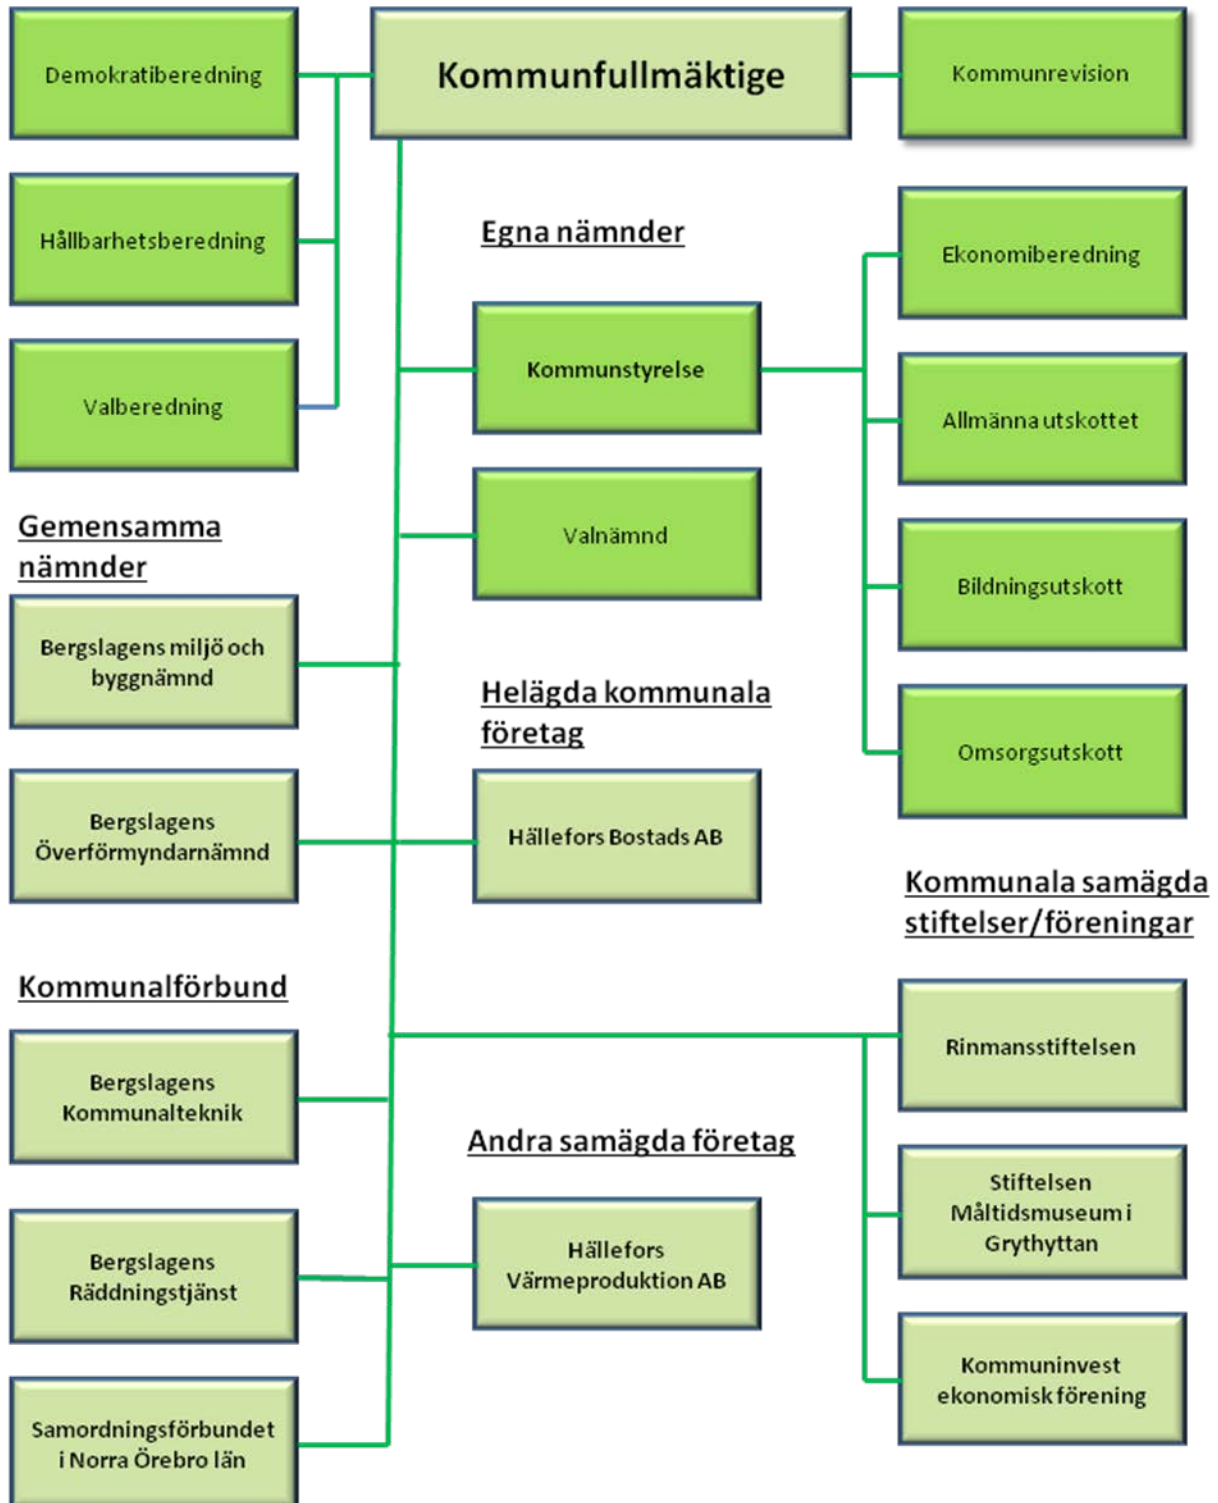 Demokratiberedning
Kommunfullmäktige
Kommunrevision
Hållbarhetsberedning
Valberedning
Egna nämnder
Kommunstyrelse
Valnämnd
Ekonomiberedning
Allmänna utskottet
Bildningsutskott
Omsorgsutskott
Gemensamma
nämnder
Bergslagens miljö och
byggnämnd
Bergslagens
Överförmyndarnämnd
Helägda kommunala
företag
Hällefors Bostads AB
Kommunala samägda
stiftelser/föreningar
Rinmansstiftelsen
Stiftelsen
Måltidsmuseum i
Grythyttan
Kommuninvest
ekonomisk förening
Kommunalförbund
Bergslagens
Kommunalteknik
Bergslagens
Räddningstjänst
Samordningsförbundet
i Norra Örebro län
Andra samägda företag
Hällefors
Värmeproduktion AB